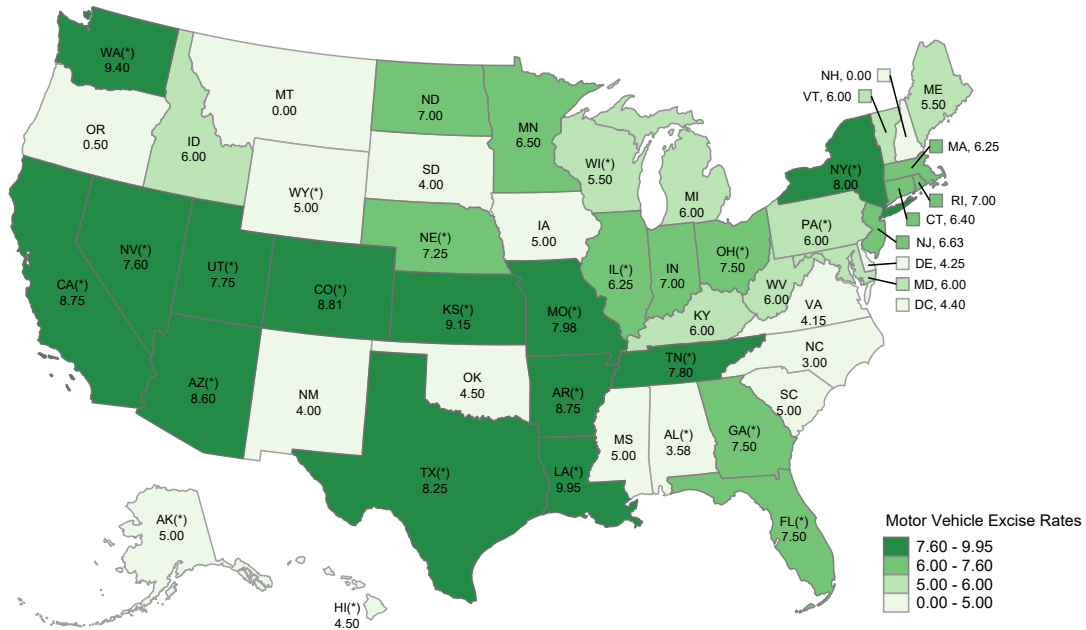 WA(*)
9.40
MT
0.00
ND
7.00
MN
6.50
NH, 0.00
VT, 6.00
ME
5.50
OR
0.50
ID
6.00
MA, 6.25
SD
4.00
WI(*)
5.50
NY(*)
8.00
WY(*)
5.00
MI
6.00
RI, 7.00
CT, 6.40
IA
5.00
PA(*)
6.00
NJ, 6.63
NE(*)
7.25
NV(*)
7.60
UT(*)
7.75
OH(*)
7.50
DE, 4.25
IL(*)
6.25
IN
7.00
MD, 6.00
CA(*)
8.75
CO(*)
8.81
WV
6.00
DC, 4.40
KS(*)
9.15
MO(*)
7.98
VA
4.15
KY
6.00
NC
3.00
TN(*)
7.80
AZ(*)
8.60
NM
4.00
OK
4.50
AR(*)
8.75
SC
5.00
MS
5.00
AL(*)
3.58
GA(*)
7.50
TX(*)
8.25
LA(*)
9.95
AK(*)
5.00
FL(*)
7.50
HI(*)
4.50
Motor Vehicle Excise Rates
7.60 - 9.95
6.00 - 7.60
5.00 - 6.00
0.00 - 5.00